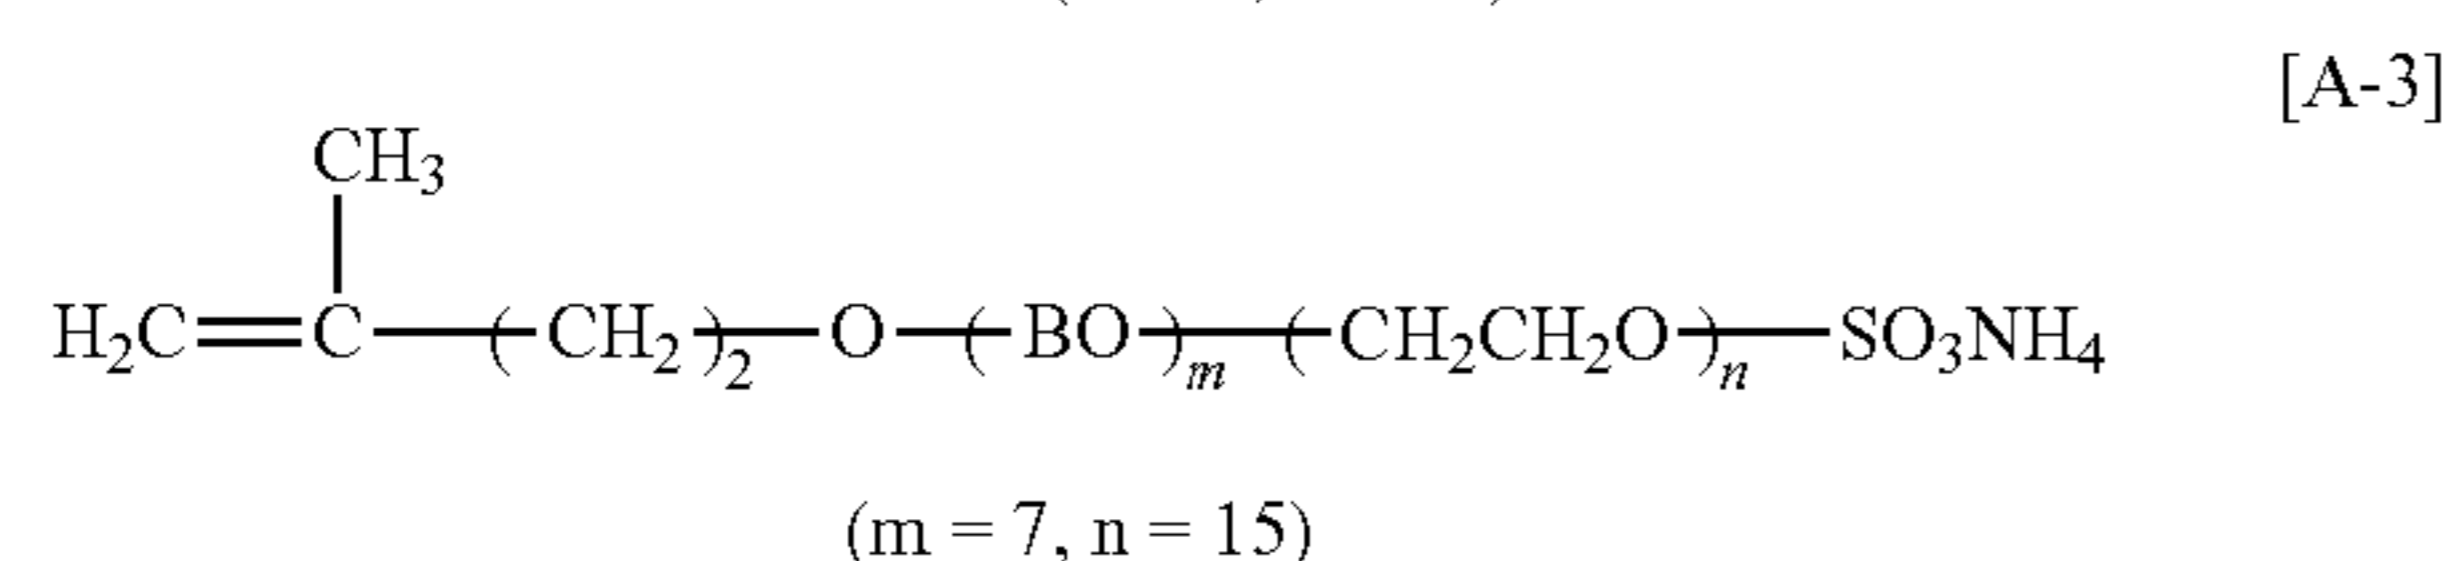 [A-3]
CH₃
H₂C=C-(CH₂)₂-O-(BO)ₘ-(CH₂CH₂O)ₙ-SO₃NH₄
(m = 7, n = 15)